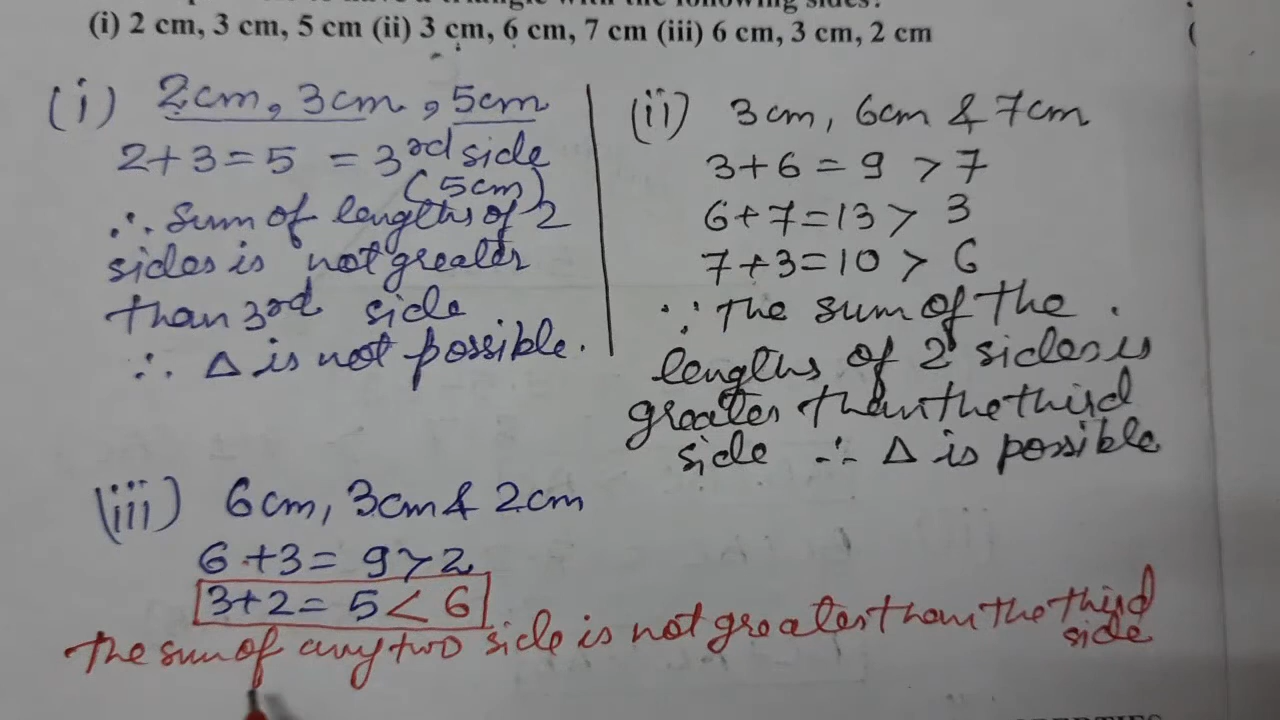 (i) 2 cm, 3 cm, 5 cm (ii) 3 cm, 6 cm, 7 cm (iii) 6 cm, 3 cm, 2 cm
(i) 2cm, 3cm, 5cm
2+3=5 = 3rd side
(5cm)
∴ Sum of lengths of 2
sides is not greater
than 3rd side
∴ Δ is not possible.
(ii) 3cm, 6cm & 7cm
3+6=9 > 7
6+7=13 > 3
7+3=10 > 6
∵ The sum of the
lengths of 2 sides is
greater than the third
side ∴ Δ is possible
(iii) 6cm, 3cm & 2cm
6+3=9>2
3+2=5<6
The sum of any two side is not greater than the third
side